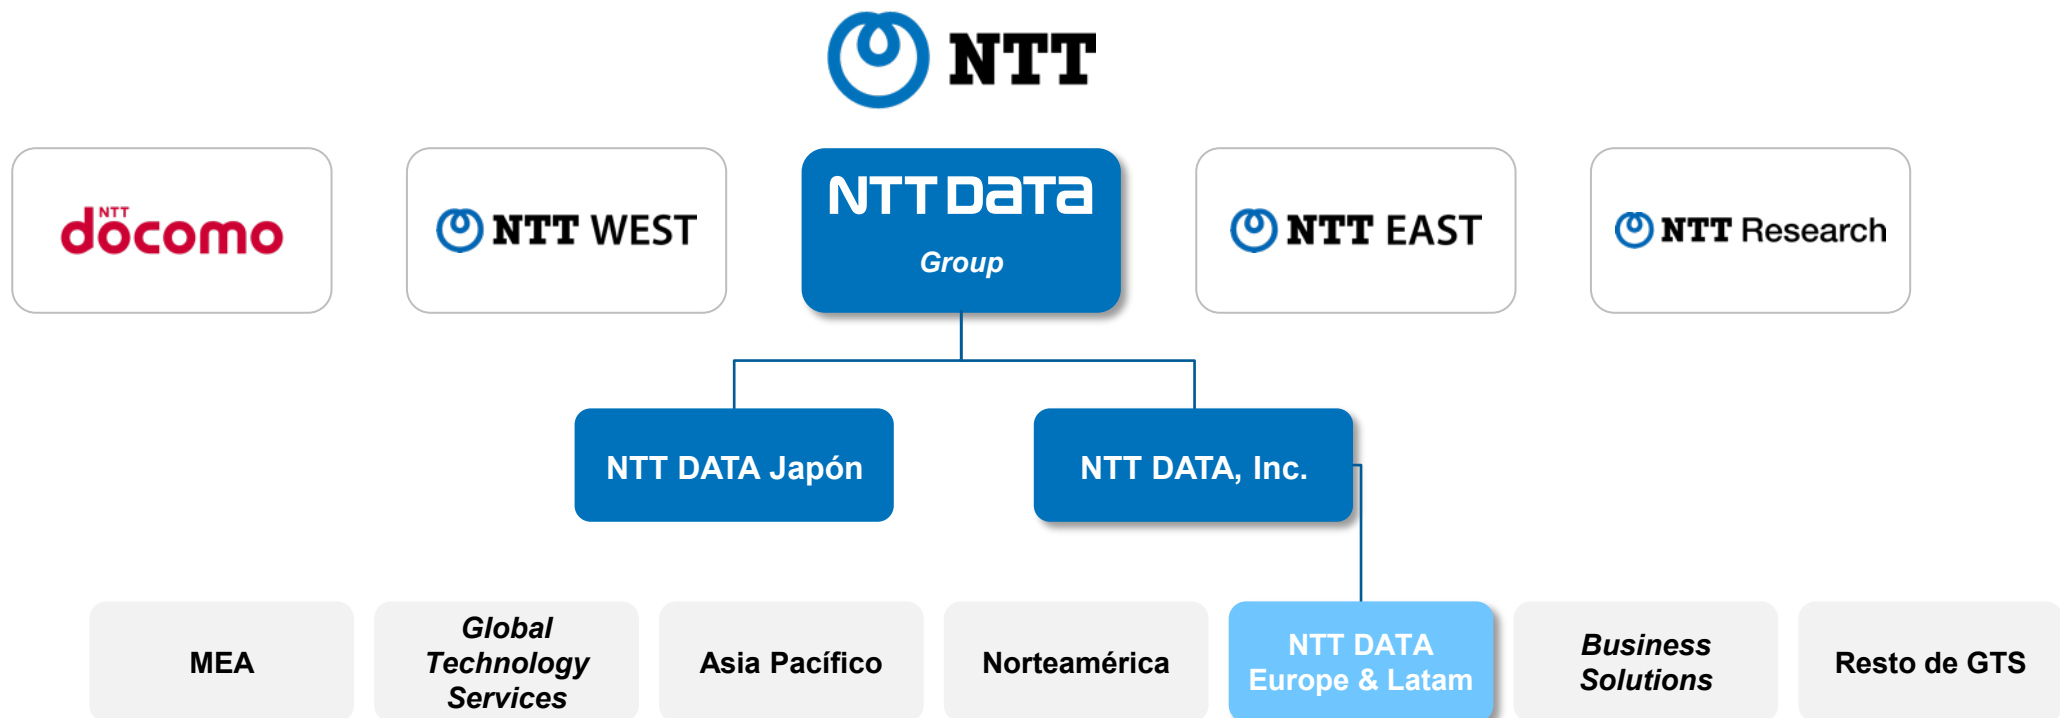 NTT
NTT
docomo
NTT WEST
NTT DATA
Group
NTT EAST
NTT Research
NTT DATA Japón
NTT DATA, Inc.
MEA
Global
Technology
Services
Asia Pacífico
Norteamérica
NTT DATA
Europe & Latam
Business
Solutions
Resto de GTS